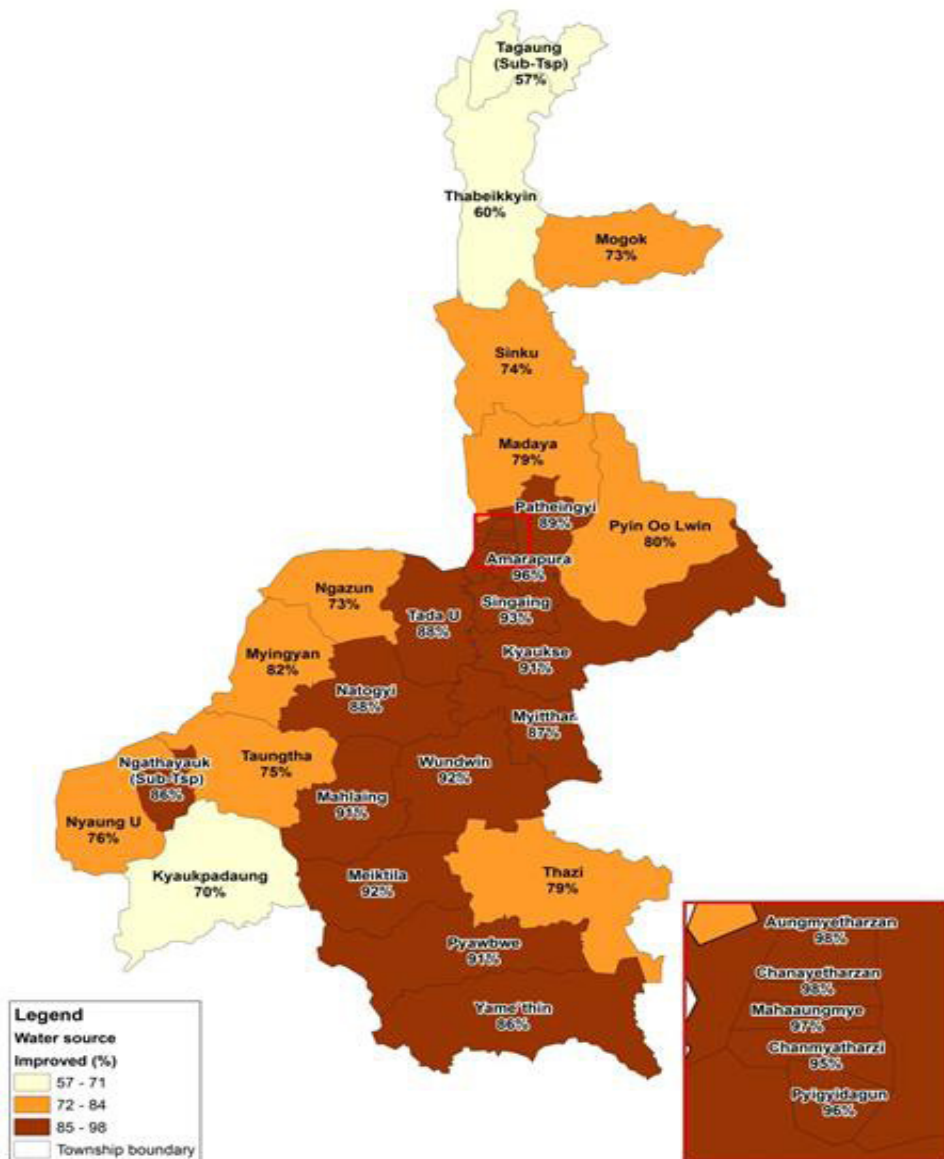 Tagaung
(Sub-Tsp)
57%
Thabeikkyin
60%
Mogok
73%
Sinku
74%
Madaya
79%
Patheingyi
89%
Pyin Oo Lwin
80%
Amarapura
96%
Ngazun
73%
Tada U
88%
Singaing
93%
Myingyan
82%
Kyaukse
91%
Natogyi
88%
Myitthar
87%
Ngathayauk
(Sub-Tsp)
86%
Taungtha
75%
Wundwin
92%
Mahlaing
91%
Nyaung U
76%
Kyaukpadaung
70%
Meiktila
92%
Thazi
79%
Pyawbwe
91%
Yame'thin
86%
Aungmyetharzan
98%
Chanayetharzan
98%
Mahaaungmye
97%
Chanmyatharzi
95%
Pyigyidagun
96%
Legend
Water source
Improved (%)
57 - 71
72 - 84
85 - 98
Township boundary